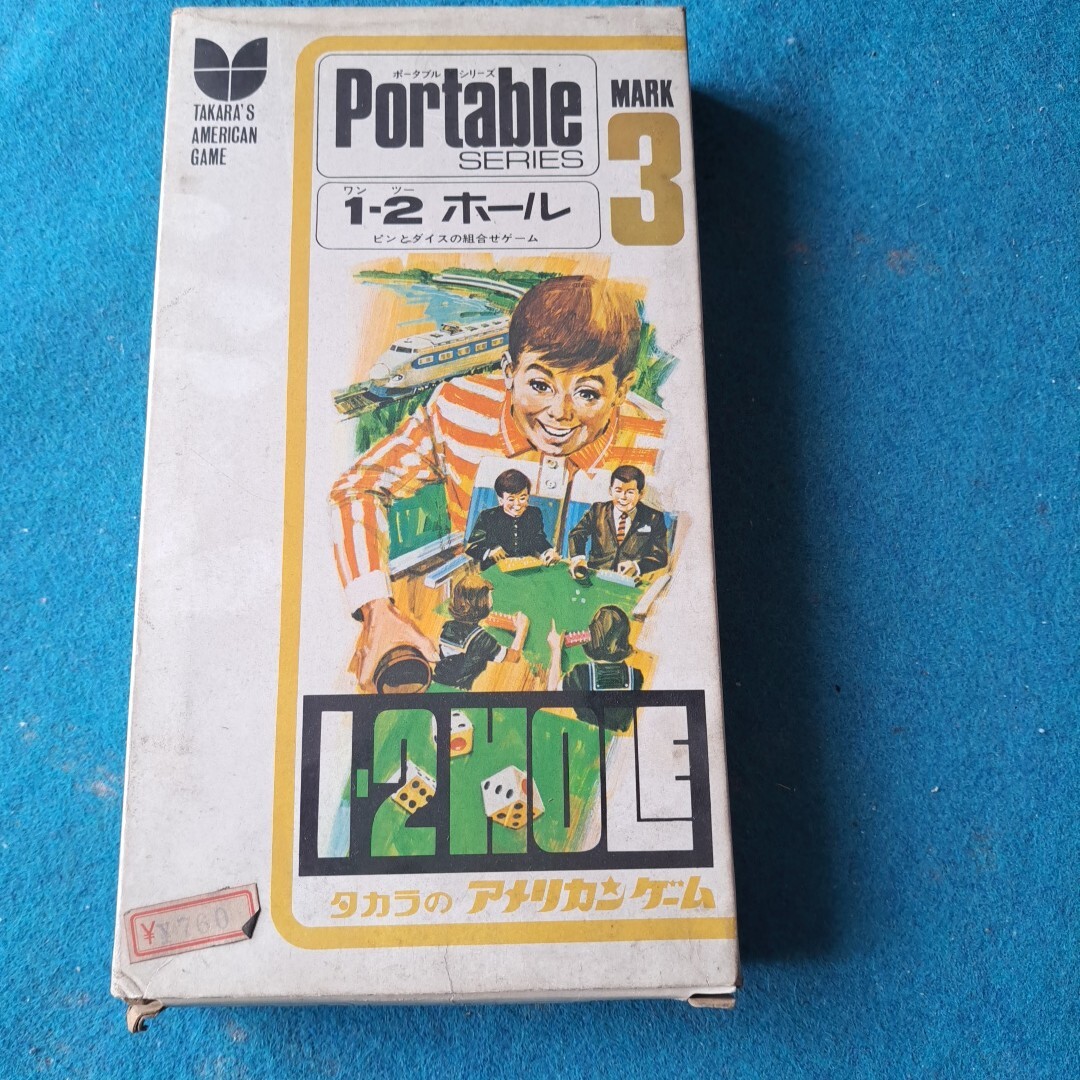 TAKARA'S
AMERICAN
GAME
ポータブル シリーズ
Portable
SERIES
MARK
3
ワン ツー
1-2 ホール
ピンとダイスの組合せゲーム
1-2HOLE
タカラの アメリカンゲーム
¥760